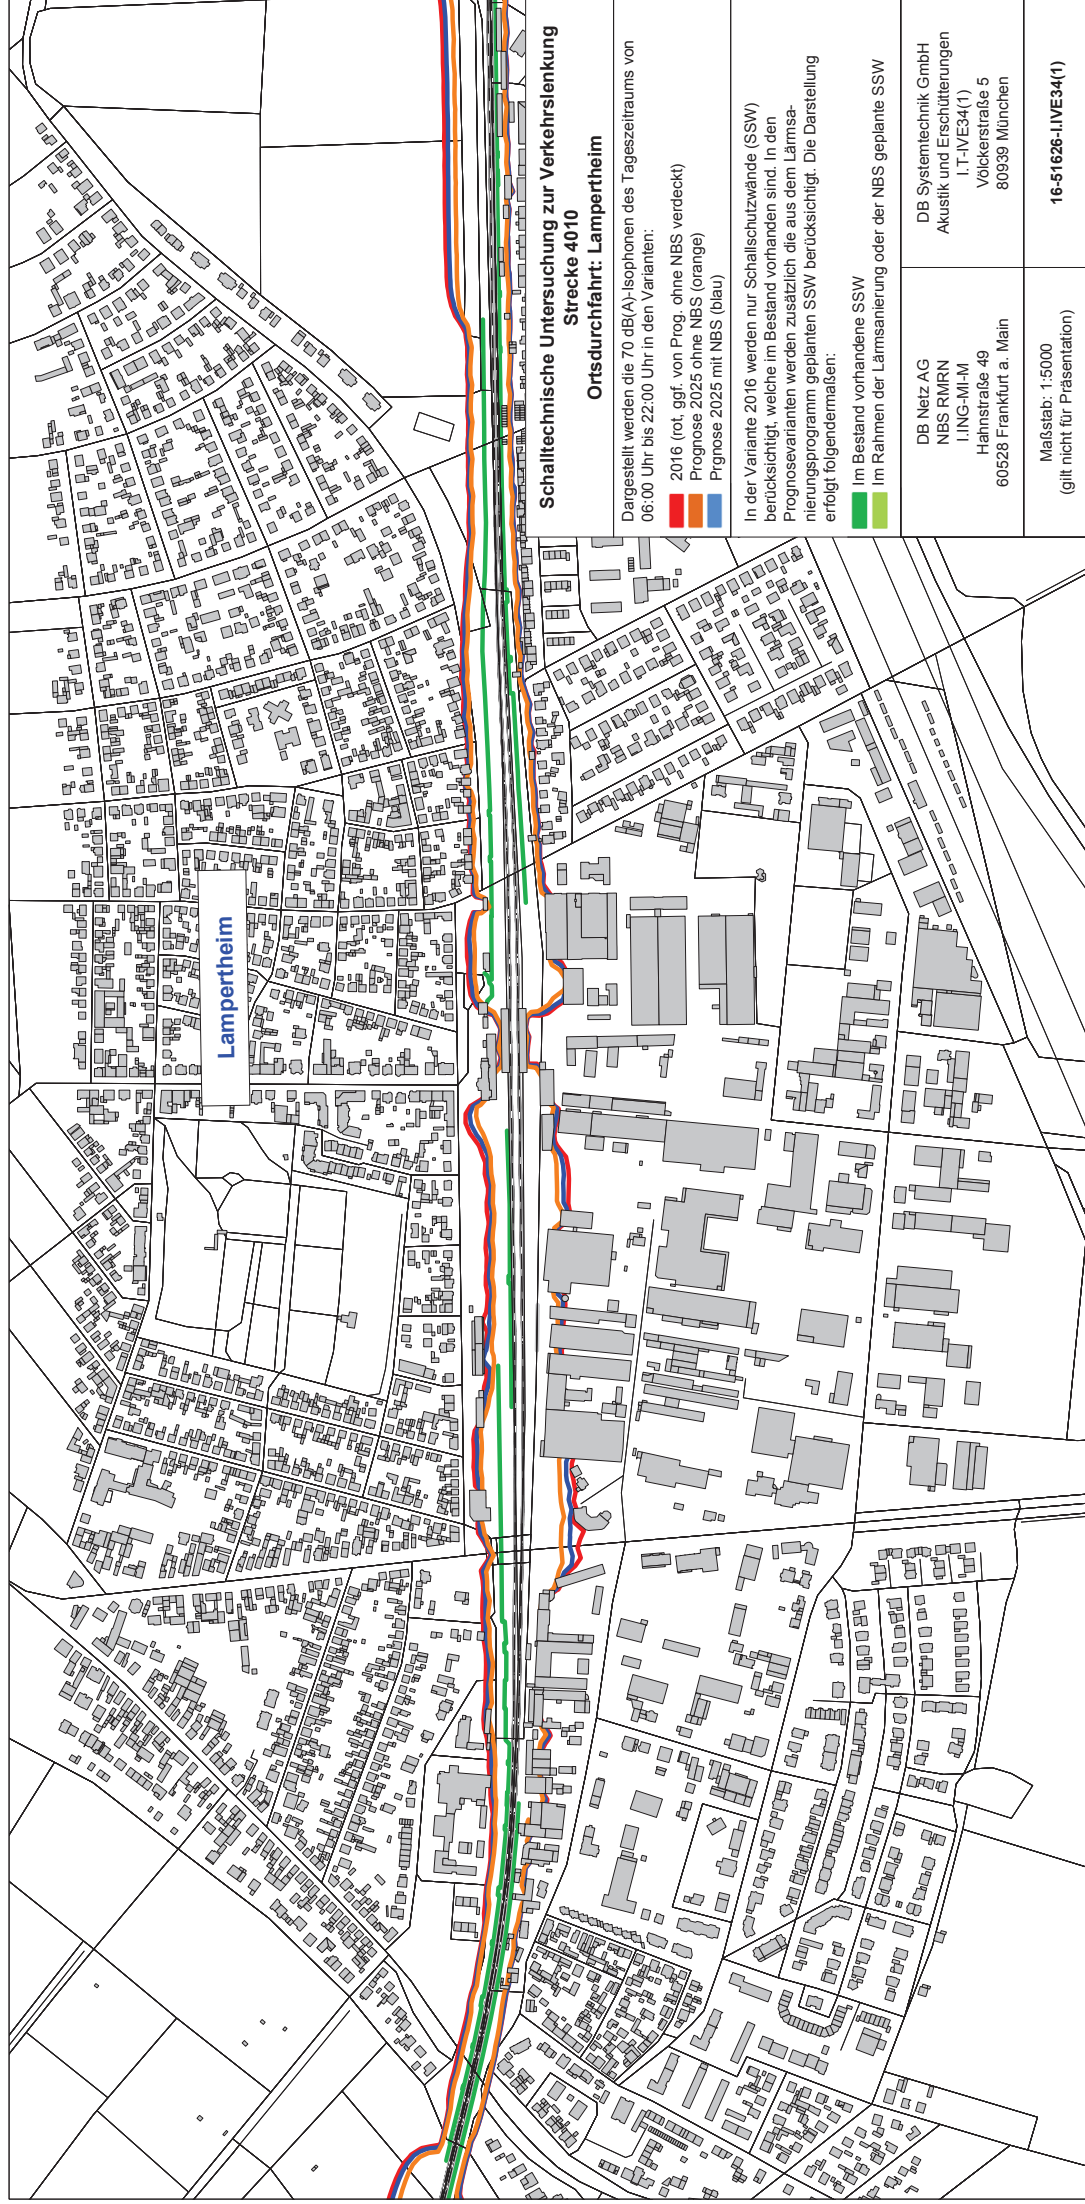 Lampertheim
Schalltechnische Untersuchung zur Verkehrslenkung
Strecke 4010
Ortsdurchfahrt: Lampertheim
Dargestellt werden die 70 dB(A)-Isophonen des Tageszeitraums von
06:00 Uhr bis 22:00 Uhr in den Varianten:
2016 (rot, ggf. von Prog. ohne NBS verdeckt)
Prognose 2025 ohne NBS (orange)
Prgnose 2025 mit NBS (blau)
In der Variante 2016 werden nur Schallschutzwände (SSW)
berücksichtigt, welche im Bestand vorhanden sind. In den
Prognosevarianten werden zusätzlich die aus dem Lärmsa-
nierungsprogramm geplanten SSW berücksichtigt. Die Darstellung
erfolgt folgendermaßen:
Im Bestand vorhandene SSW
Im Rahmen der Lärmsanierung oder der NBS geplante SSW
DB Netz AG
NBS RMRN
I.ING-MI-M
Hahnstraße 49
60528 Frankfurt a. Main
DB Systemtechnik GmbH
Akustik und Erschütterungen
I.T-IVE34(1)
Völckerstraße 5
80939 München
Maßstab: 1:5000
(gilt nicht für Präsentation)
16-51626-I.IVE34(1)